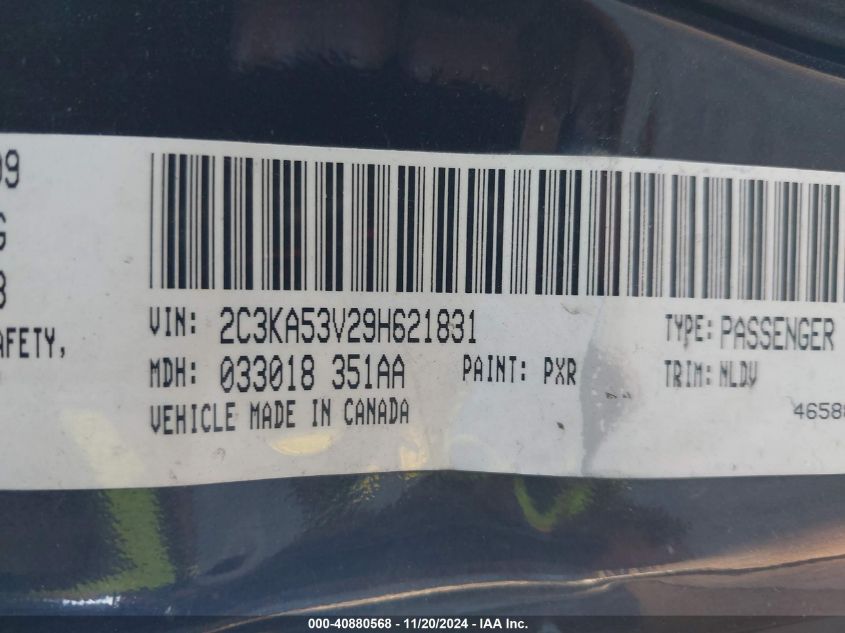 09
G
8
AFETY,
VIN: 2C3KA53V29H621831
TYPE: PASSENGER
MDH: 033018 351AA
PAINT: PXR
TRIM: NLDV
VEHICLE MADE IN CANADA
4658
000-40880568 - 11/20/2024 - IAA Inc.